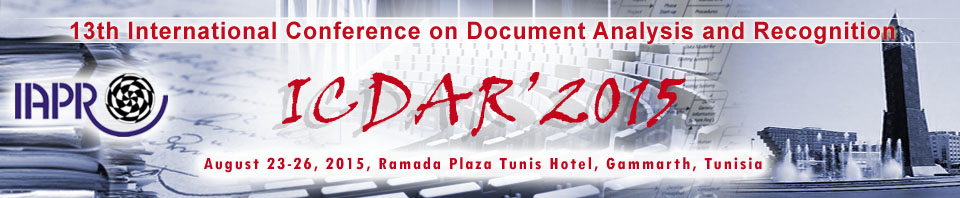 13th International Conference on Document Analysis and Recognition
IAPR
ICDAR'2015
August 23-26, 2015, Ramada Plaza Tunis Hotel, Gammarth, Tunisia